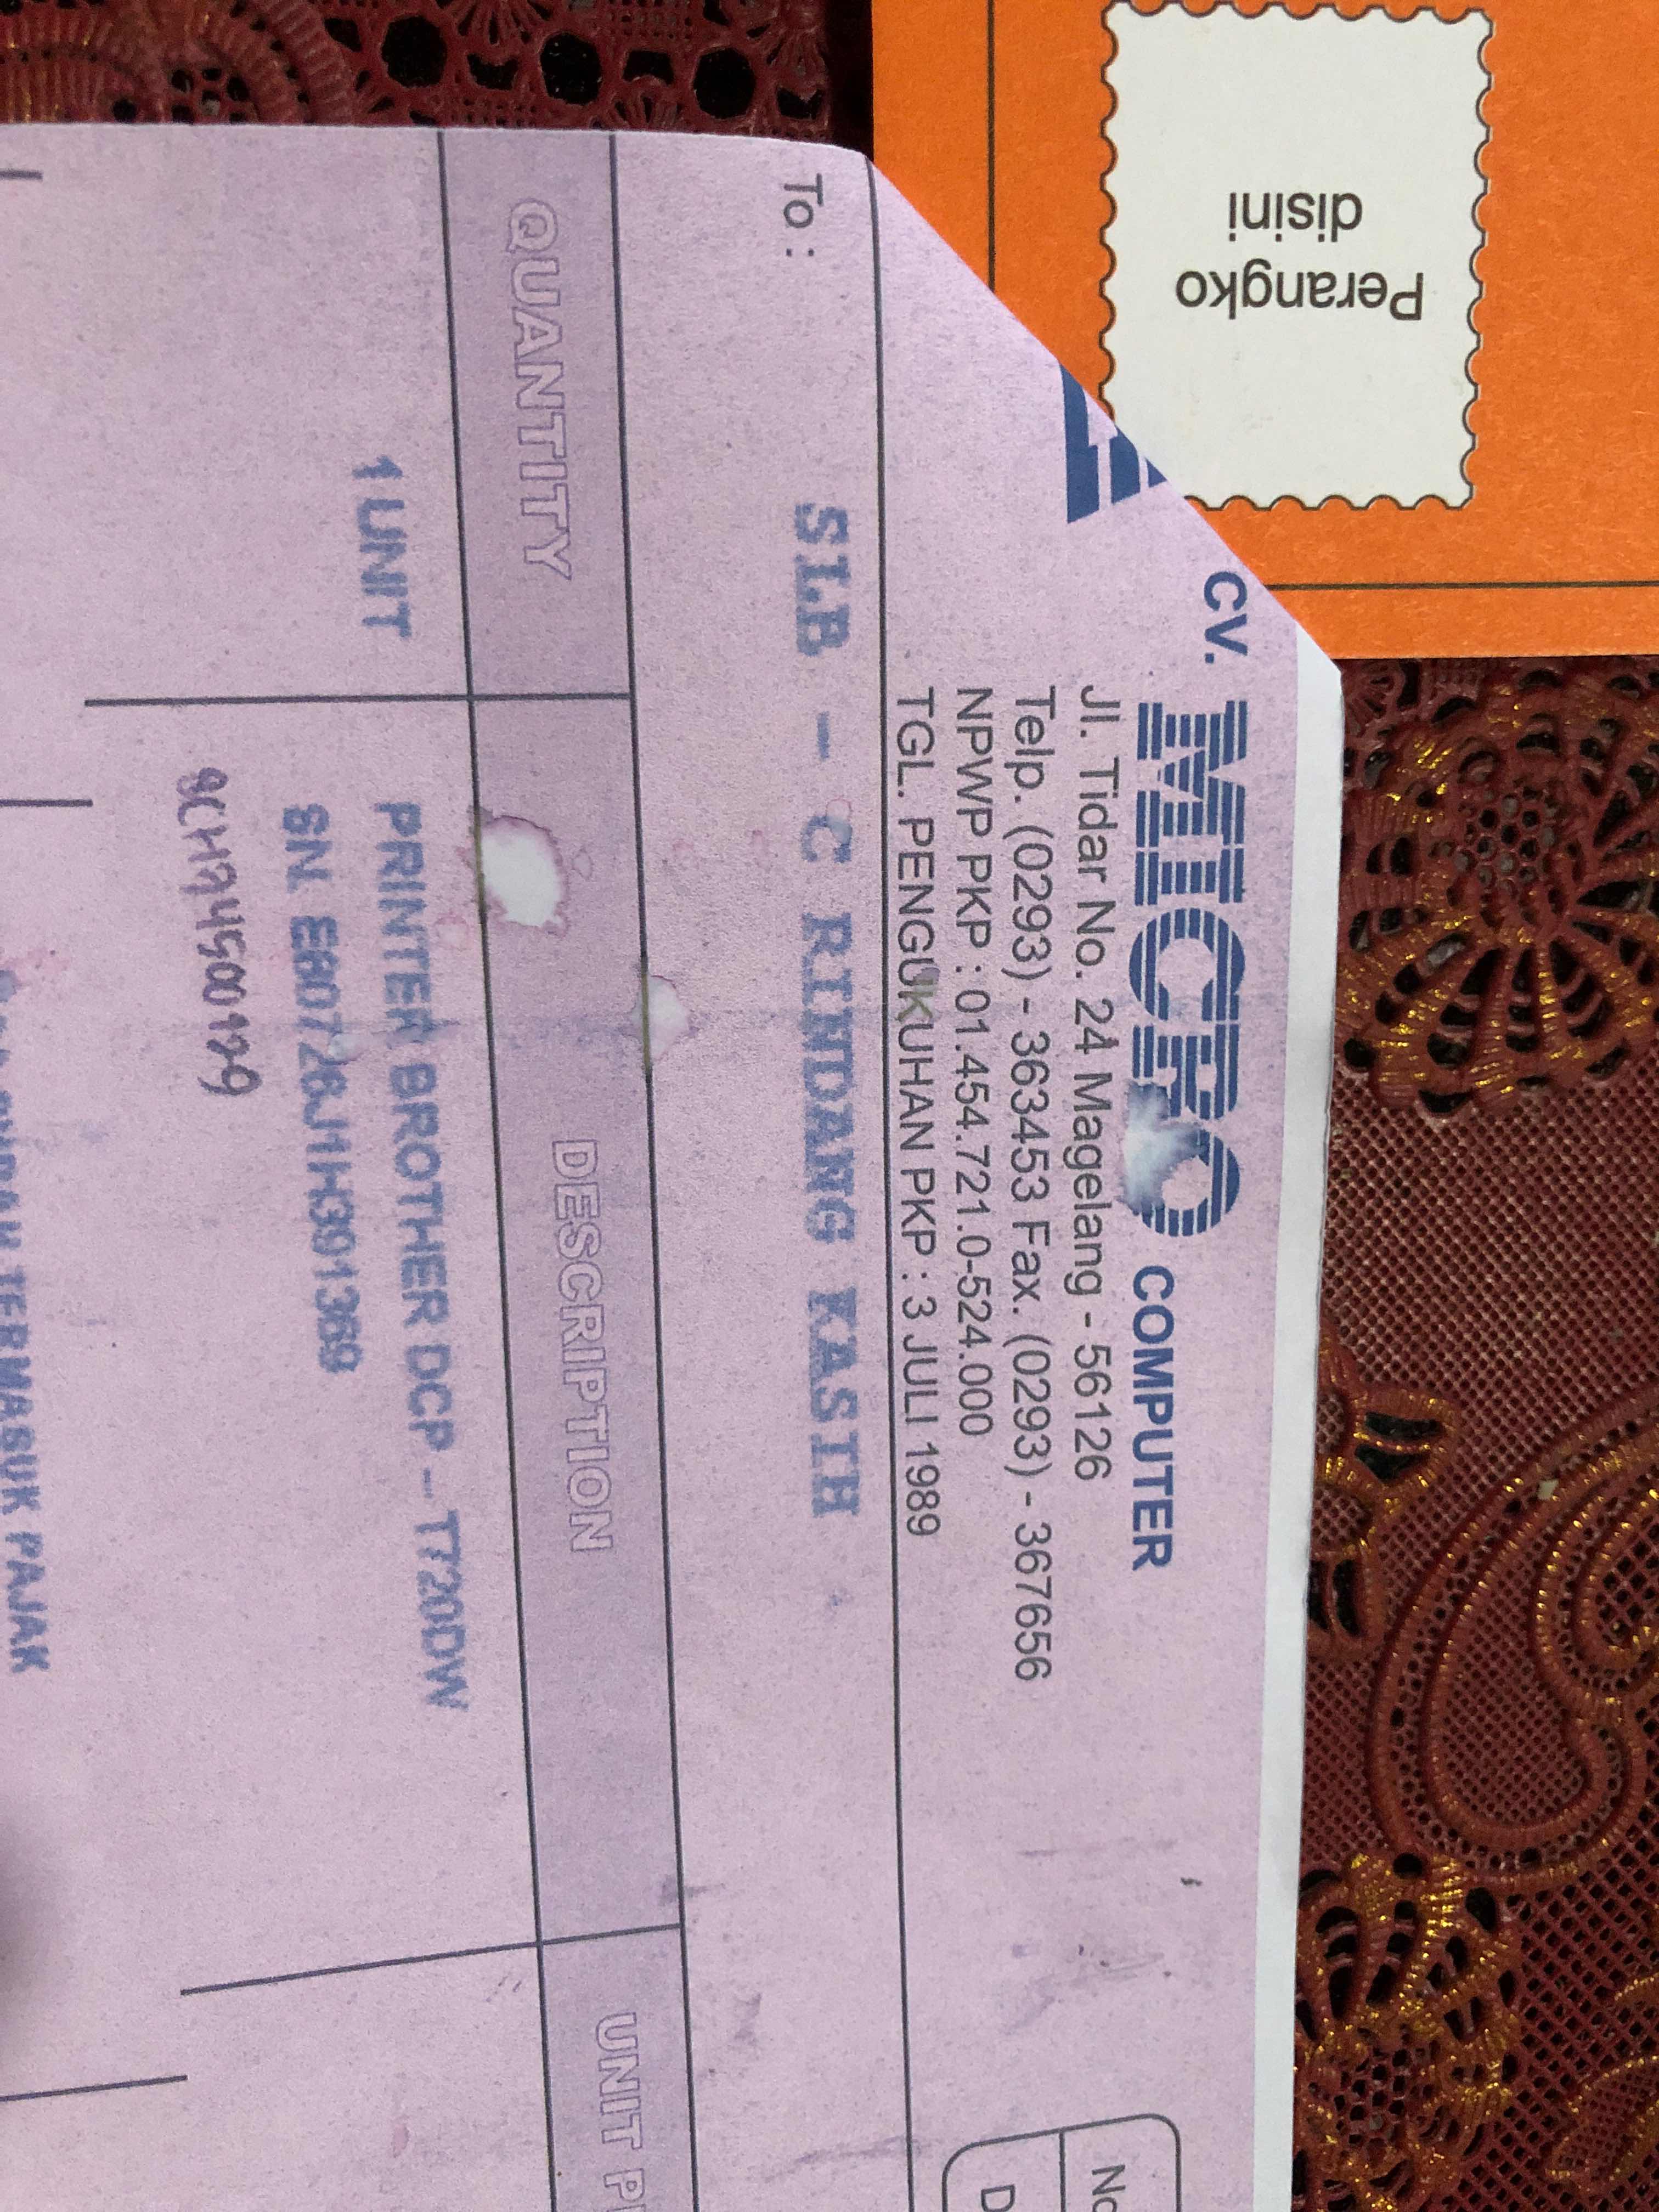 Perangko
disini
CV. MICRO COMPUTER
Jl. Tidar No. 24 Magelang - 56126
Telp. (0293) - 363453 Fax. (0293) - 367656
NPWP PKP : 01.454.721.0-524.000
TGL. PENGUKUHAN PKP : 3 JULI 1989
No
D
To :
SLB - C RINDANG KASIH
QUANTITY
DESCRIPTION
UNIT P
1 UNIT
PRINTER BROTHER DCP - T720DW
SN. E80726J1H391369
TERMASUK PAJAK